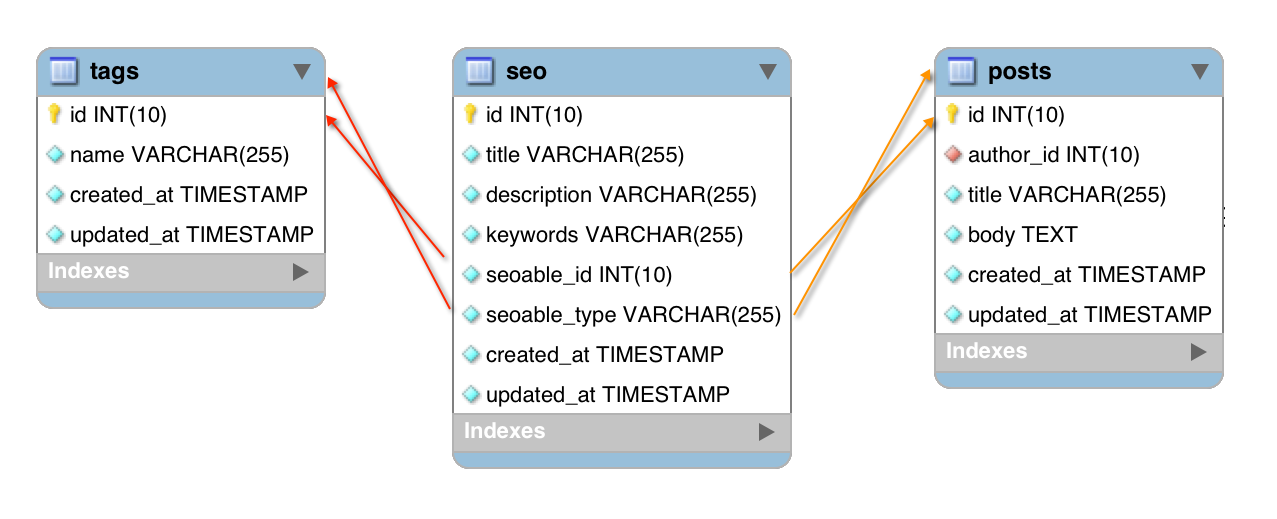 tags
id INT(10)
name VARCHAR(255)
created_at TIMESTAMP
updated_at TIMESTAMP
Indexes
seo
id INT(10)
title VARCHAR(255)
description VARCHAR(255)
keywords VARCHAR(255)
seoable_id INT(10)
seoable_type VARCHAR(255)
created_at TIMESTAMP
updated_at TIMESTAMP
Indexes
posts
id INT(10)
author_id INT(10)
title VARCHAR(255)
body TEXT
created_at TIMESTAMP
updated_at TIMESTAMP
Indexes